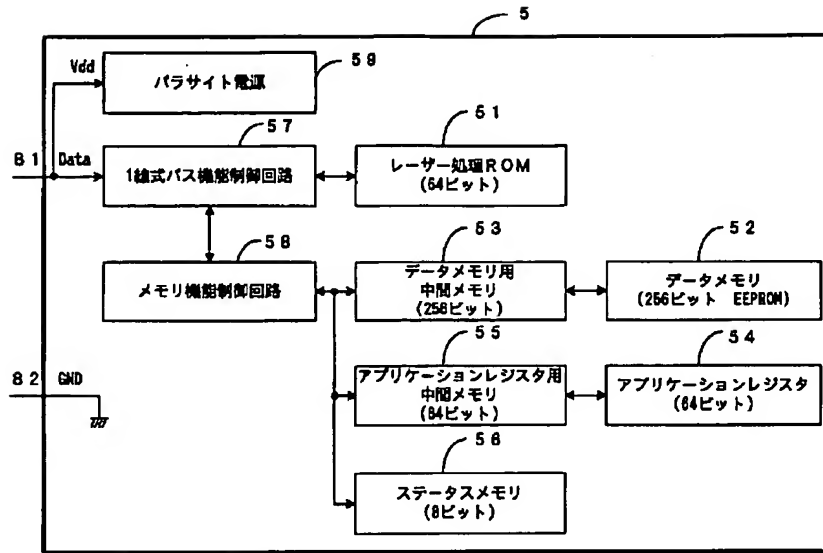 5
Vdd
パラサイト電源
59
81
Data
1線式バス機能制御回路
57
レーザー処理ROM
(64ビット)
51
メモリ機能制御回路
58
データメモリ用
中間メモリ
(256ビット)
53
データメモリ
(256ビット EEPROM)
52
82
GND
アプリケーションレジスタ用
中間メモリ
(64ビット)
55
アプリケーションレジスタ
(64ビット)
54
ステータスメモリ
(8ビット)
56